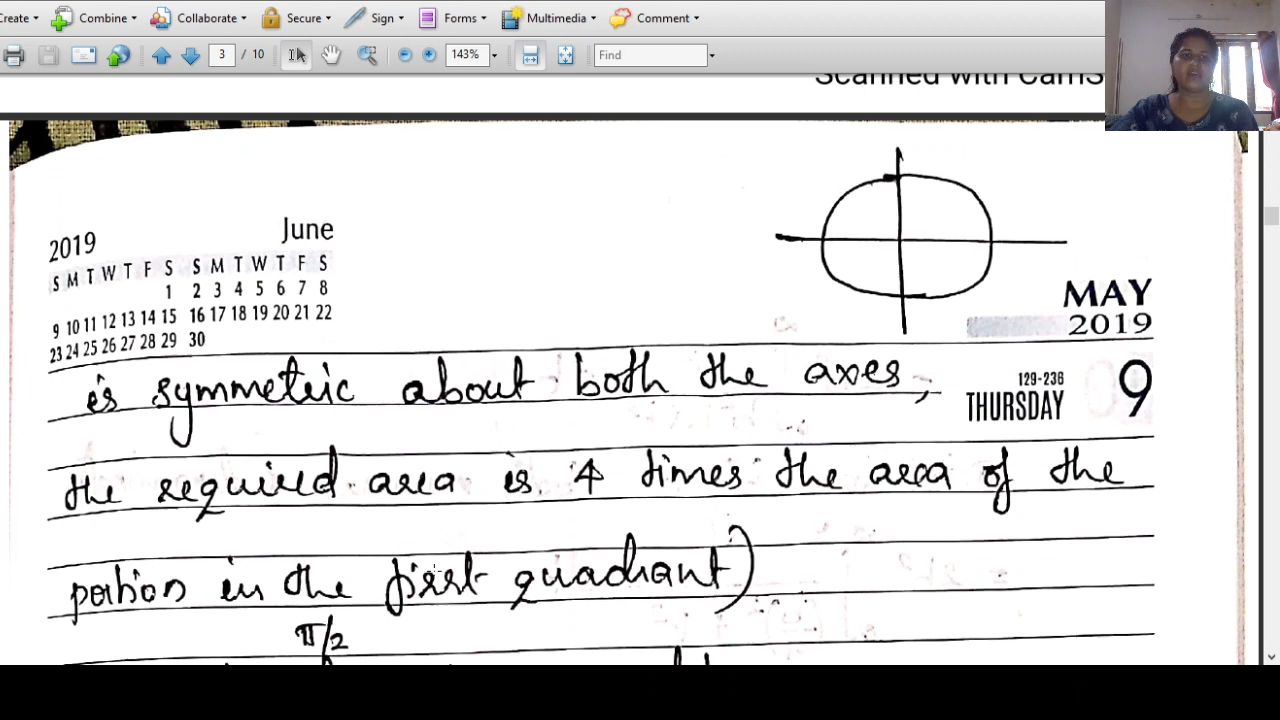 Create Combine Collaborate Secure Sign Forms Multimedia Comment
3 / 10 143% Find
Scanned with CamS
2019 June
S M T W T F S S M T W T F S
1 2 3 4 5 6 7 8
9 10 11 12 13 14 15 16 17 18 19 20 21 22
23 24 25 26 27 28 29 30
MAY
2019
129-236
THURSDAY 9
is symmetric about both the axes,
the required area is 4 times the area of the
portion in the first quadrant)
π/2